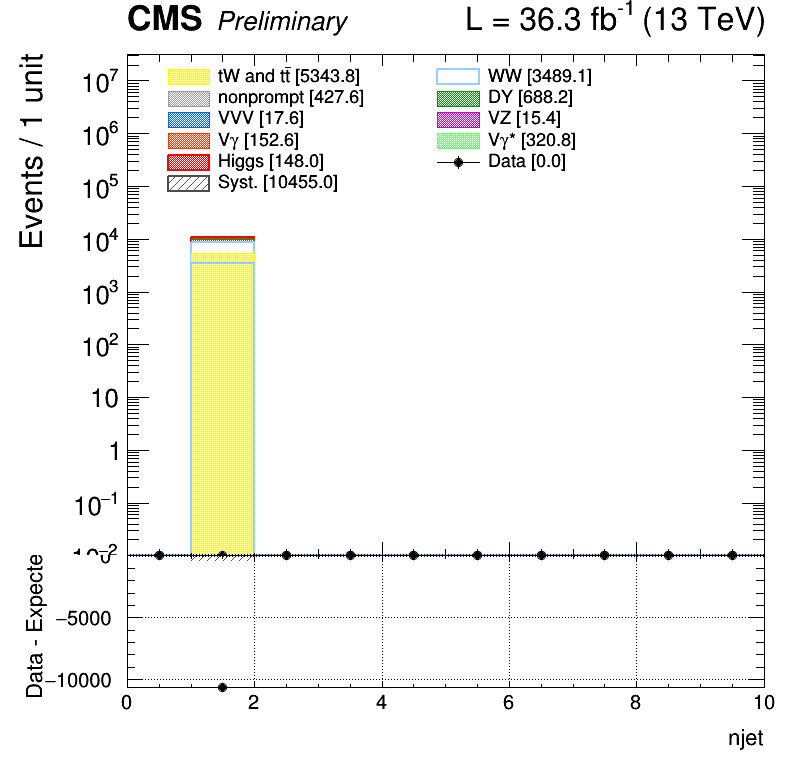 CMS Preliminary L = 36.3 fb⁻¹ (13 TeV)
Events / 1 unit
tW and tt̄ [5343.8]
nonprompt [427.6]
VVV [17.6]
Vγ [152.6]
Higgs [148.0]
Syst. [10455.0]
WW [3489.1]
DY [688.2]
VZ [15.4]
Vγ* [320.8]
Data [0.0]
10⁷
10⁶
10⁵
10⁴
10³
10²
10
1
10⁻¹
Data - Expecte
−5000
−10000
0 2 4 6 8 10
njet